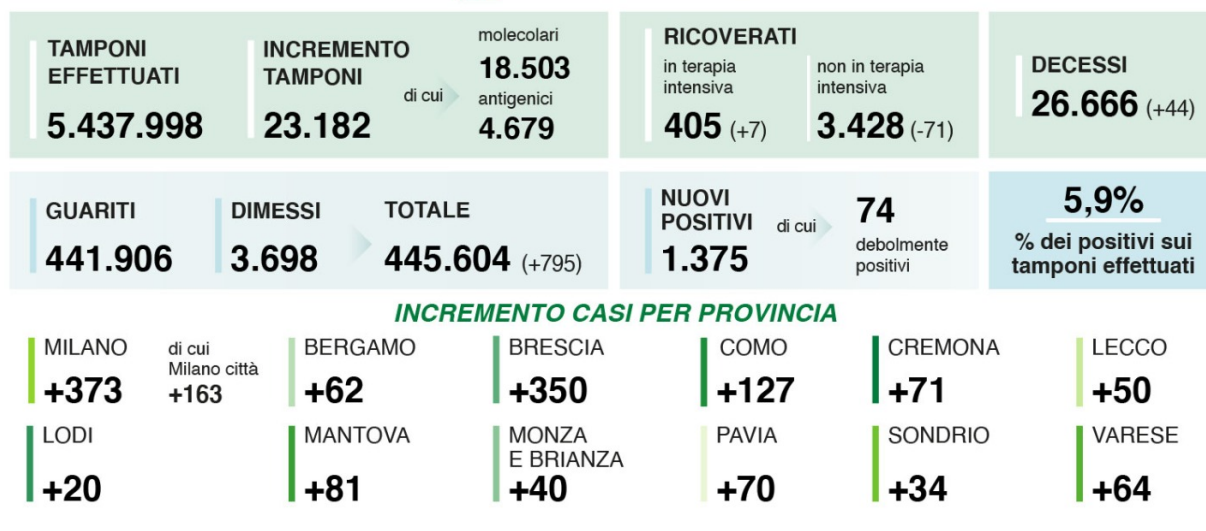 TAMPONI
EFFETTUATI
5.437.998
INCREMENTO
TAMPONI
23.182
di cui
molecolari
18.503
antigenici
4.679
RICOVERATI
in terapia
intensiva
405 (+7)
non in terapia
intensiva
3.428 (-71)
DECESSI
26.666 (+44)
GUARITI
441.906
DIMESSI
3.698
TOTALE
445.604 (+795)
NUOVI
POSITIVI
1.375
di cui
74
debolmente
positivi
5,9%
% dei positivi sui
tamponi effettuati
INCREMENTO CASI PER PROVINCIA
MILANO
+373
di cui
Milano città
+163
BERGAMO
+62
BRESCIA
+350
COMO
+127
CREMONA
+71
LECCO
+50
LODI
+20
MANTOVA
+81
MONZA
E BRIANZA
+40
PAVIA
+70
SONDRIO
+34
VARESE
+64